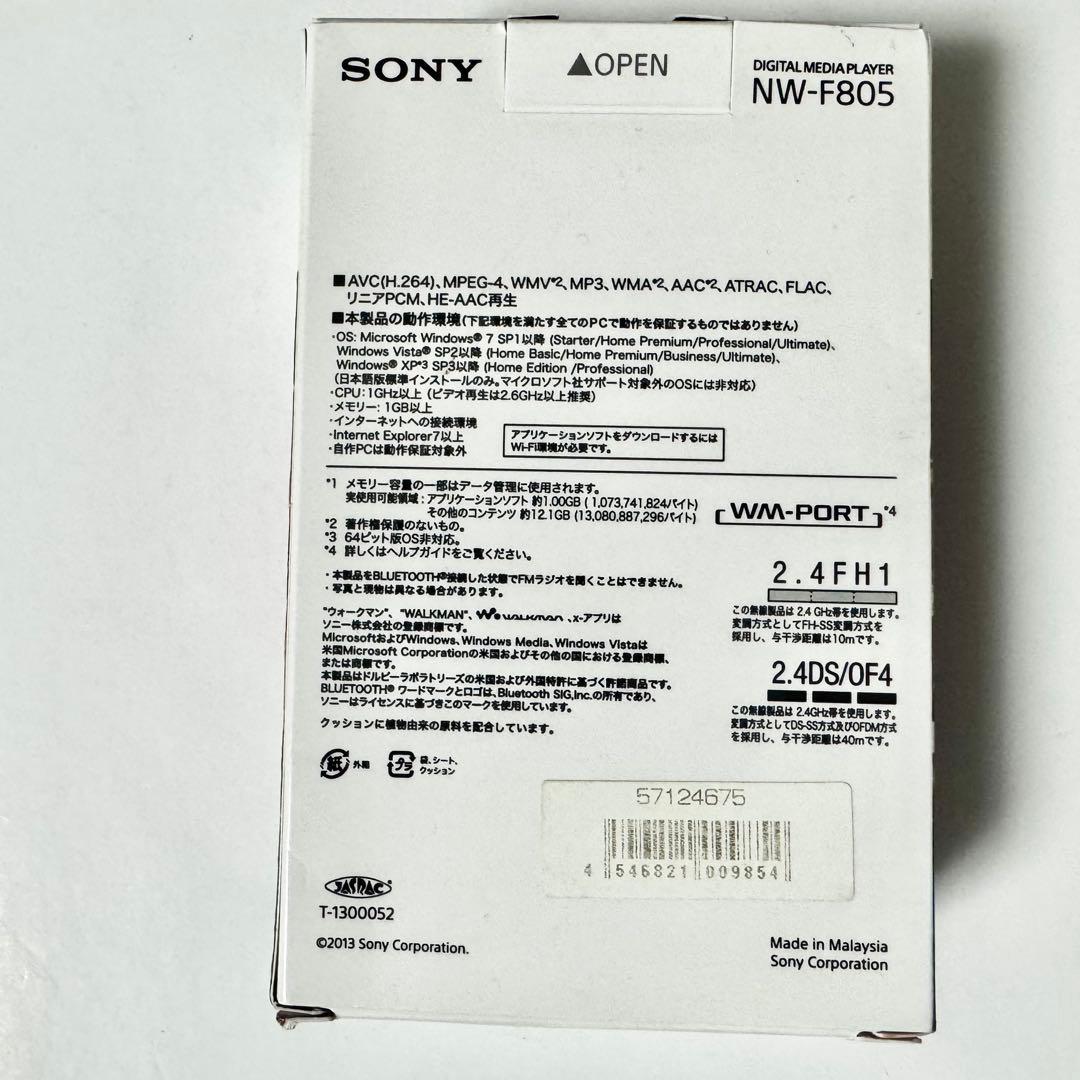 SONY
▲OPEN
DIGITAL MEDIA PLAYER
NW-F805
■AVC(H.264)、MPEG-4、WMV*2、MP3、WMA*2、AAC*2、ATRAC、FLAC、
リニアPCM、HE-AAC再生
■本製品の動作環境(下記環境を満たす全てのPCで動作を保証するものではありません)
・OS: Microsoft Windows® 7 SP1以降 (Starter/Home Premium/Professional/Ultimate)、
Windows Vista® SP2以降 (Home Basic/Home Premium/Business/Ultimate)、
Windows® XP*3 SP3以降 (Home Edition /Professional)
(日本語版標準インストールのみ。マイクロソフト社サポート対象外のOSには非対応)
・CPU:1GHz以上 (ビデオ再生は2.6GHz以上推奨)
・メモリー: 1GB以上
・インターネットへの接続環境
・Internet Explorer7以上
・自作PCは動作保証対象外
アプリケーションソフトをダウンロードするには
Wi-Fi環境が必要です。
*1 メモリー容量の一部はデータ管理に使用されます。
実使用可能領域:アプリケーションソフト 約1.00GB ( 1,073,741,824バイト)
その他のコンテンツ 約12.1GB (13,080,887,296バイト)
*2 著作権保護のないもの。
*3 64ビット版OS非対応。
*4 詳しくはヘルプガイドをご覧ください。
WM-PORT*4
・本製品をBLUETOOTH®接続した状態でFMラジオを聞くことはできません。
・写真と現物は異なる場合があります。
2.4FH1
この無線製品は 2.4 GHz帯を使用します。
変調方式としてFH-SS変調方式を
採用し、与干渉距離は10mです。
"ウォークマン"、"WALKMAN"、W. WALKMAN、x-アプリは
ソニー株式会社の登録商標です。
MicrosoftおよびWindows、Windows Media、Windows Vistaは
米国Microsoft Corporationの米国およびその他の国における登録商標、
または商標です。
本製品はドルビーラボラトリーズの米国および外国特許に基づく許諾商品です。
BLUETOOTH® ワードマークとロゴは、Bluetooth SIG,Inc.の所有であり、
ソニーはライセンスに基づきこのマークを使用しています。
クッションに植物由来の原料を配合しています。
2.4DS/OF4
この無線製品は 2.4GHz帯を使用します。
変調方式としてDS-SS方式及びOFDM方式
を採用し、与干渉距離は40mです。
紙 外箱
プラ 袋、シート、
クッション
57124675
4 546821 009854
JASRAC
T-1300052
©2013 Sony Corporation.
Made in Malaysia
Sony Corporation